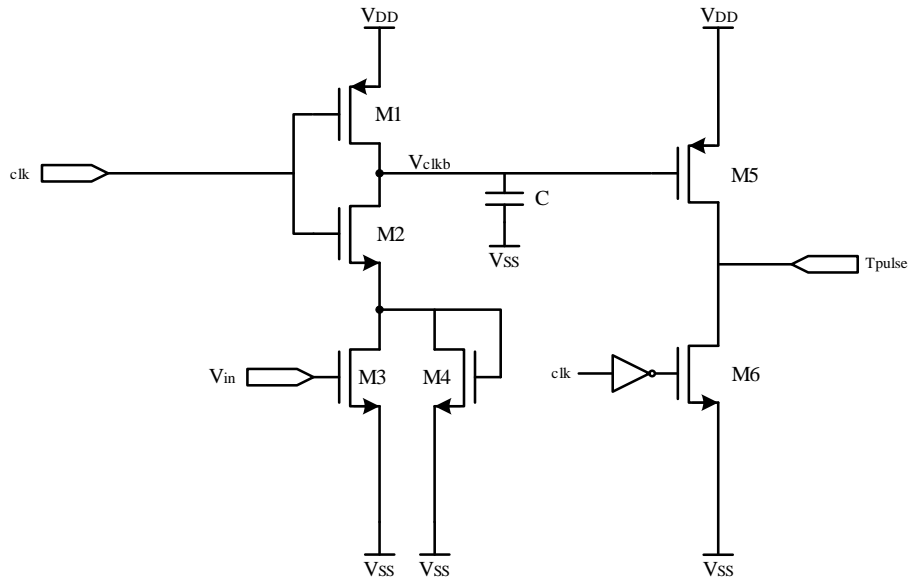 VDD
VDD
M1
clk
Vclkb
M5
C
M2
VSS
Tpulse
Vin
M3
M4
clk
M6
VSS
VSS
VSS